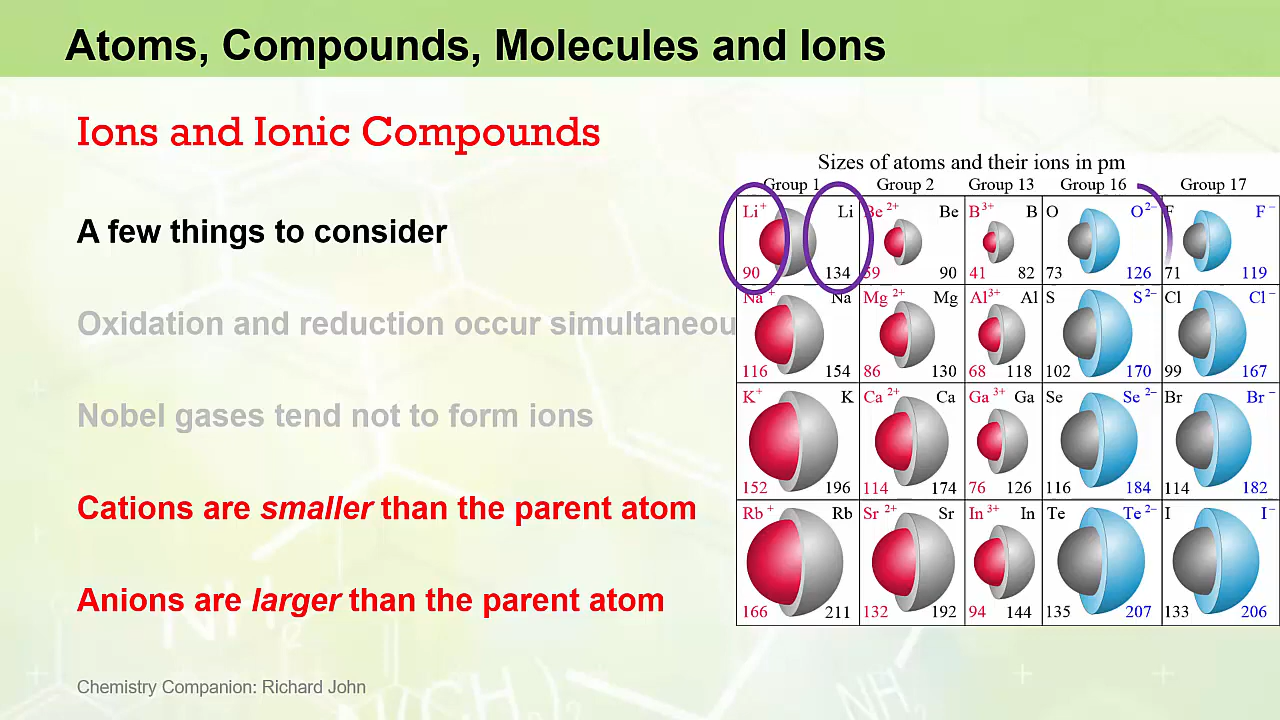 Atoms, Compounds, Molecules and Ions
Ions and Ionic Compounds
A few things to consider
Oxidation and reduction occur simultaneou
Nobel gases tend not to form ions
Cations are smaller than the parent atom
Anions are larger than the parent atom
Chemistry Companion: Richard John
Sizes of atoms and their ions in pm
Group 1 Group 2 Group 13 Group 16 Group 17
Li+ Li Be2+ Be B3+ B O O2− F F−
90 134 59 90 41 82 73 126 71 119
Na+ Na Mg2+ Mg Al3+ Al S S2− Cl Cl−
116 154 86 130 68 118 102 170 99 167
K+ K Ca2+ Ca Ga3+ Ga Se Se2− Br Br−
152 196 114 174 76 126 116 184 114 182
Rb+ Rb Sr2+ Sr In3+ In Te Te2− I I−
166 211 132 192 94 144 135 207 133 206
NH2
NH